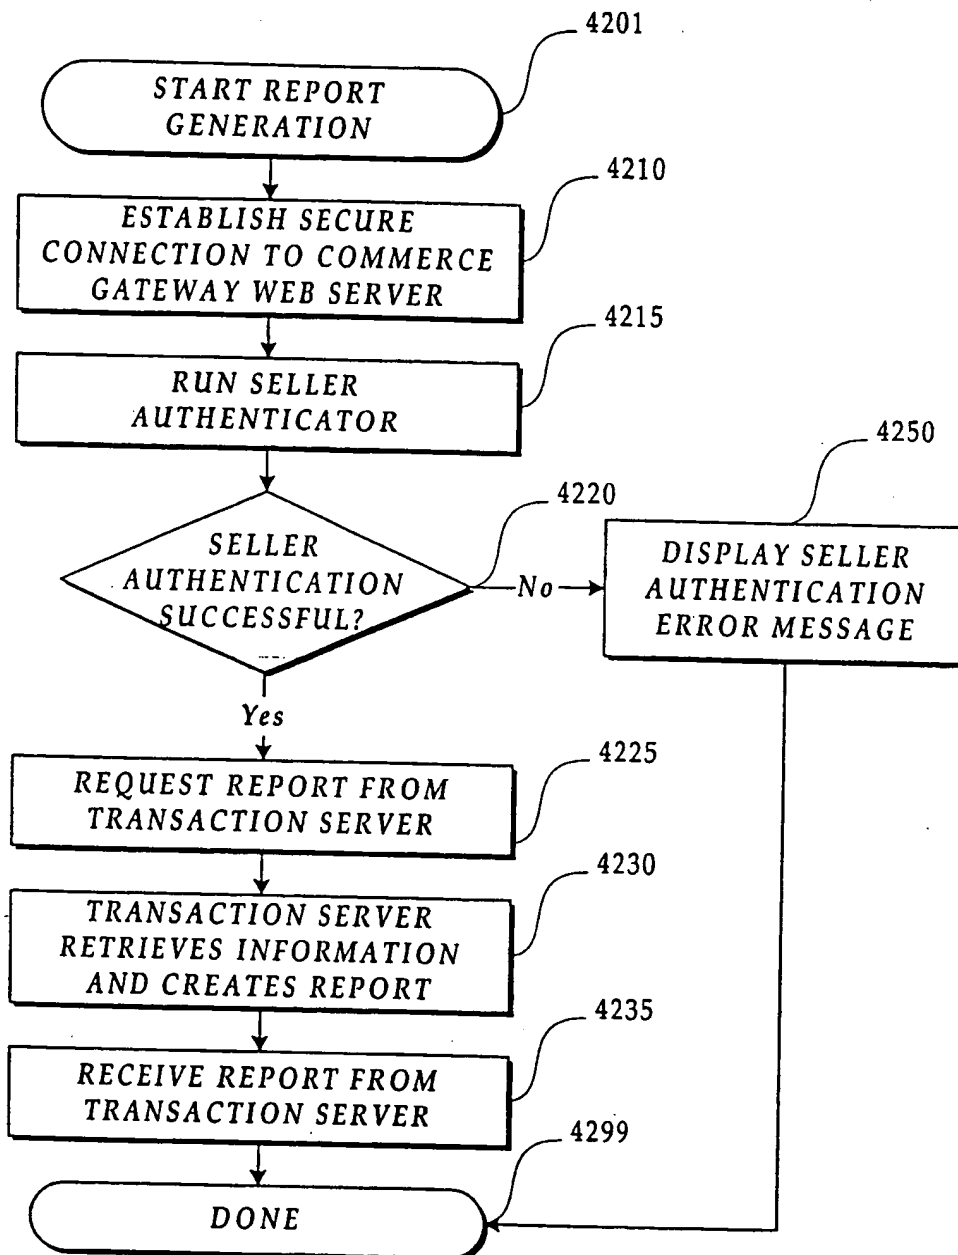 4201
START REPORT
GENERATION
4210
ESTABLISH SECURE
CONNECTION TO COMMERCE
GATEWAY WEB SERVER
4215
RUN SELLER
AUTHENTICATOR
4220
SELLER
AUTHENTICATION
SUCCESSFUL?
No
4250
DISPLAY SELLER
AUTHENTICATION
ERROR MESSAGE
Yes
4225
REQUEST REPORT FROM
TRANSACTION SERVER
4230
TRANSACTION SERVER
RETRIEVES INFORMATION
AND CREATES REPORT
4235
RECEIVE REPORT FROM
TRANSACTION SERVER
4299
DONE